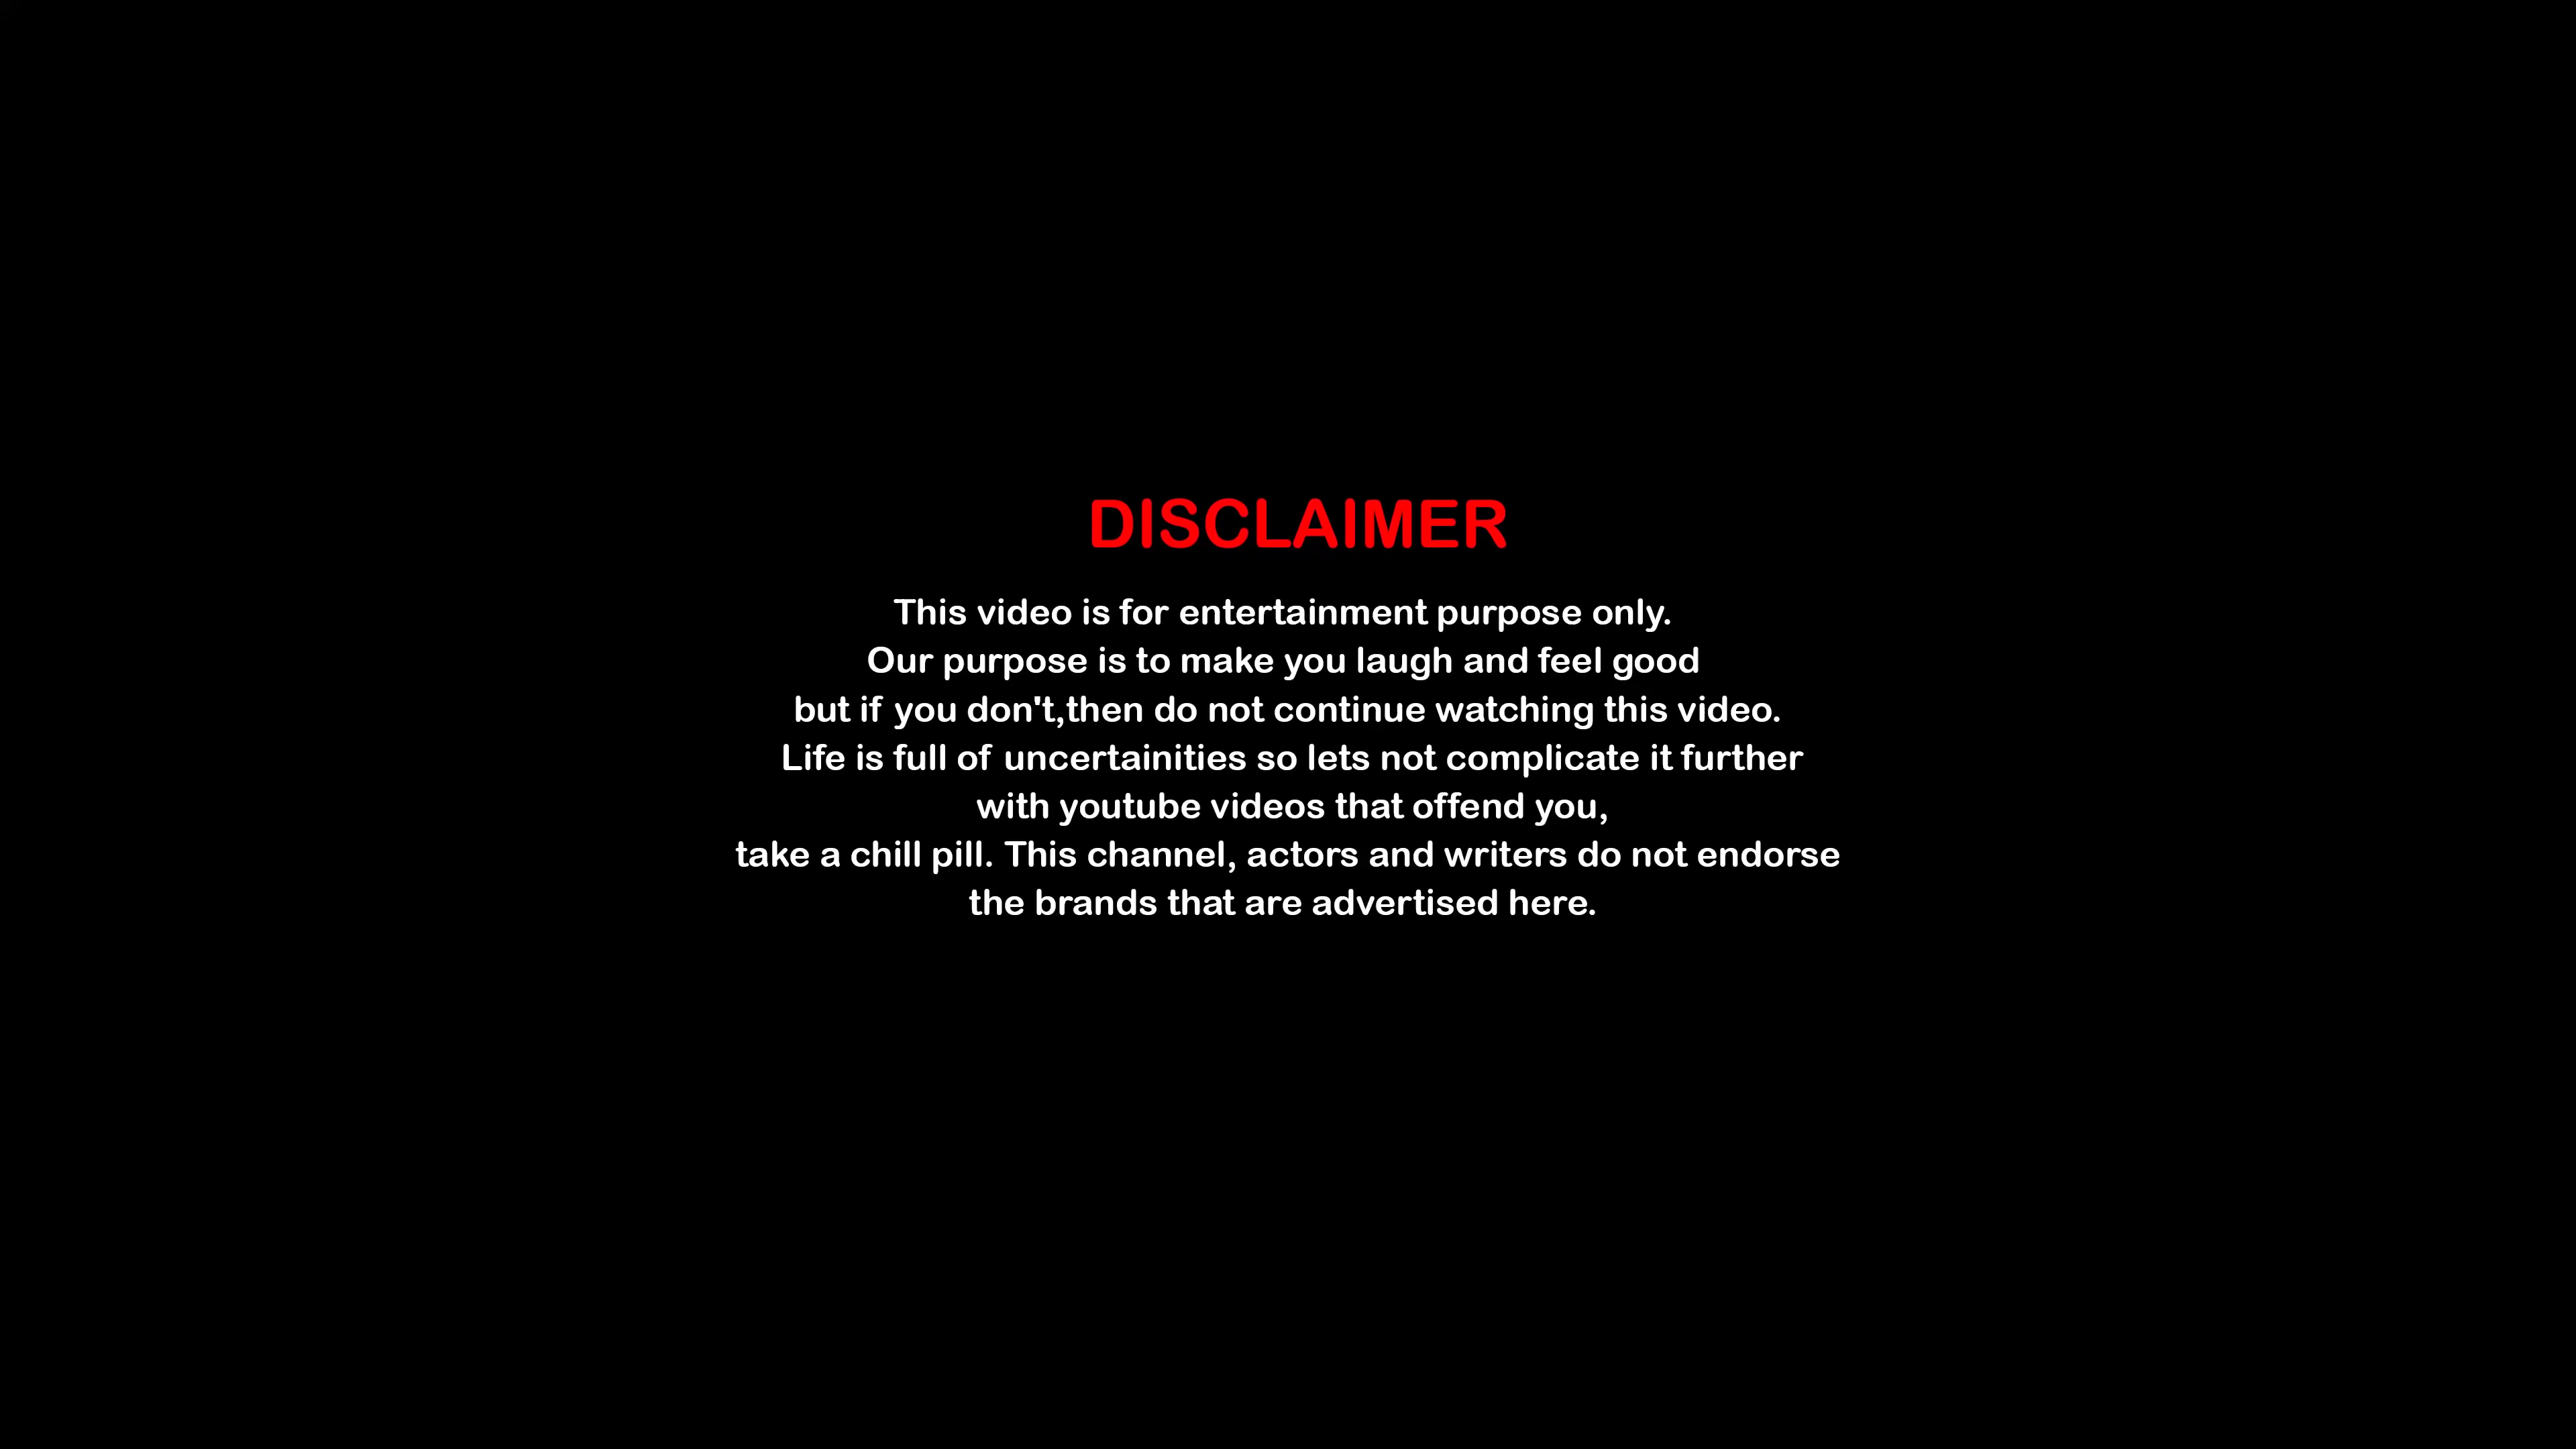 DISCLAIMER
This video is for entertainment purpose only.
Our purpose is to make you laugh and feel good
but if you don't,then do not continue watching this video.
Life is full of uncertainities so lets not complicate it further
with youtube videos that offend you,
take a chill pill. This channel, actors and writers do not endorse
the brands that are advertised here.